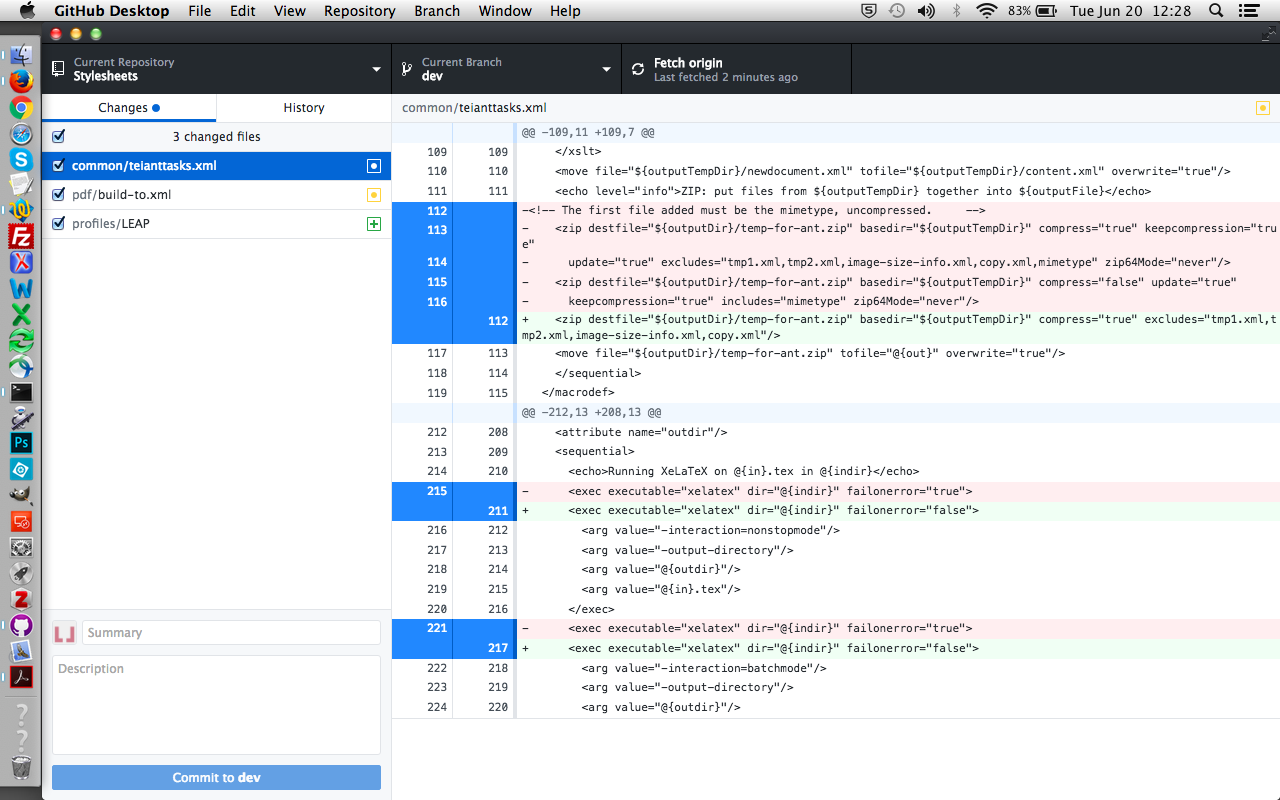 GitHub Desktop File Edit View Repository Branch Window Help 83% Tue Jun 20 12:28
Current Repository
Stylesheets
Current Branch
dev
Fetch origin
Last fetched 2 minutes ago
Changes History
3 changed files
common/teianttasks.xml
pdf/build-to.xml
profiles/LEAP
Summary
Description
Commit to dev
common/teianttasks.xml
@@ -109,11 +109,7 @@
109 109 </xslt>
110 110 <move file="${outputTempDir}/newdocument.xml" tofile="${outputTempDir}/content.xml" overwrite="true"/>
111 111 <echo level="info">ZIP: put files from ${outputTempDir} together into ${outputFile}</echo>
112 -<!-- The first file added must be the mimetype, uncompressed. -->
113 - <zip destfile="${outputDir}/temp-for-ant.zip" basedir="${outputTempDir}" compress="true" keepcompression="tru
e"
114 - update="true" excludes="tmp1.xml,tmp2.xml,image-size-info.xml,copy.xml,mimetype" zip64Mode="never"/>
115 - <zip destfile="${outputDir}/temp-for-ant.zip" basedir="${outputTempDir}" compress="false" update="true"
116 - keepcompression="true" includes="mimetype" zip64Mode="never"/>
112 + <zip destfile="${outputDir}/temp-for-ant.zip" basedir="${outputTempDir}" compress="true" excludes="tmp1.xml,t
mp2.xml,image-size-info.xml,copy.xml"/>
117 113 <move file="${outputDir}/temp-for-ant.zip" tofile="@{out}" overwrite="true"/>
118 114 </sequential>
119 115 </macrodef>
@@ -212,13 +208,13 @@
212 208 <attribute name="outdir"/>
213 209 <sequential>
214 210 <echo>Running XeLaTeX on @{in}.tex in @{indir}</echo>
215 - <exec executable="xelatex" dir="@{indir}" failonerror="true">
211 + <exec executable="xelatex" dir="@{indir}" failonerror="false">
216 212 <arg value="-interaction=nonstopmode"/>
217 213 <arg value="-output-directory"/>
218 214 <arg value="@{outdir}"/>
219 215 <arg value="@{in}.tex"/>
220 216 </exec>
221 - <exec executable="xelatex" dir="@{indir}" failonerror="true">
217 + <exec executable="xelatex" dir="@{indir}" failonerror="false">
222 218 <arg value="-interaction=batchmode"/>
223 219 <arg value="-output-directory"/>
224 220 <arg value="@{outdir}"/>